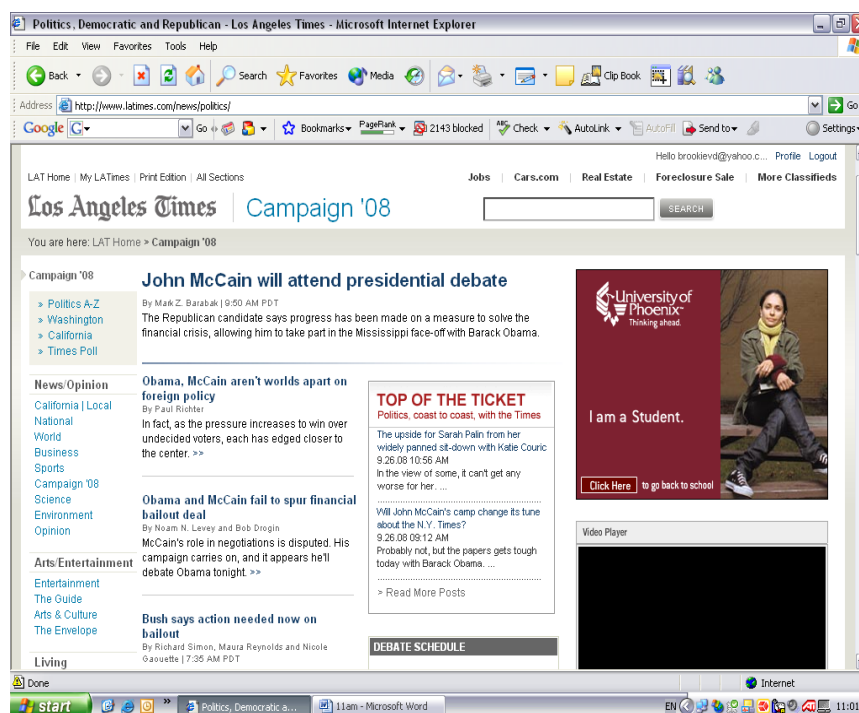 Politics, Democratic and Republican - Los Angeles Times - Microsoft Internet Explorer
File Edit View Favorites Tools Help
Back Search Favorites Media Clip Book
Address http://www.latimes.com/news/politics/ Go
Google G Go Bookmarks PageRank 2143 blocked ABC Check AutoLink AutoFill Send to Settings
Hello brookievd@yahoo.c... Profile Logout
LAT Home | My LATimes | Print Edition | All Sections
Jobs | Cars.com | Real Estate | Foreclosure Sale | More Classifieds
Los Angeles Times Campaign '08
SEARCH
You are here: LAT Home > Campaign '08
Campaign '08
» Politics A-Z
» Washington
» California
» Times Poll
News/Opinion
California | Local
National
World
Business
Sports
Campaign '08
Science
Environment
Opinion
Arts/Entertainment
Entertainment
The Guide
Arts & Culture
The Envelope
Living
John McCain will attend presidential debate
By Mark Z. Barabak | 9:50 AM PDT
The Republican candidate says progress has been made on a measure to solve the
financial crisis, allowing him to take part in the Mississippi face-off with Barack Obama.
Obama, McCain aren't worlds apart on
foreign policy
By Paul Richter
In fact, as the pressure increases to win over
undecided voters, each has edged closer to
the center. >>
Obama and McCain fail to spur financial
bailout deal
By Noam N. Levey and Bob Drogin
McCain's role in negotiations is disputed. His
campaign carries on, and it appears he'll
debate Obama tonight. >>
Bush says action needed now on
bailout
By Richard Simon, Maura Reynolds and Nicole
Gaouette | 7:35 AM PDT
TOP OF THE TICKET
Politics, coast to coast, with the Times
The upside for Sarah Palin from her
widely panned sit-down with Katie Couric
9.26.08 10:56 AM
In the view of some, it can't get any
worse for her. ...
Will John McCain's camp change its tune
about the N.Y. Times?
9.26.08 09:12 AM
Probably not, but the papers gets tough
today with Barack Obama. ...
> Read More Posts
DEBATE SCHEDULE
University of
Phoenix
Thinking ahead.
I am a Student.
Click Here to go back to school
Video Player
Done Internet
start Politics, Democratic a... 11am - Microsoft Word EN 11:01